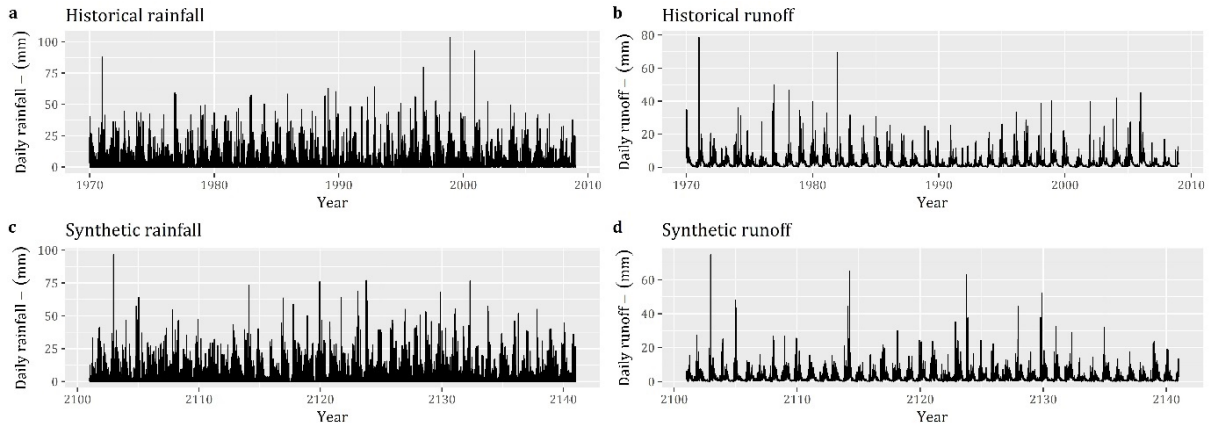 a Historical rainfall
Daily rainfall – (mm)
100
75
50
25
0
1970 1980 1990 2000 2010
Year
b Historical runoff
Daily runoff – (mm)
80
60
40
20
0
1970 1980 1990 2000 2010
Year
c Synthetic rainfall
Daily rainfall – (mm)
100
75
50
25
0
2100 2110 2120 2130 2140
Year
d Synthetic runoff
Daily runoff – (mm)
60
40
20
0
2100 2110 2120 2130 2140
Year